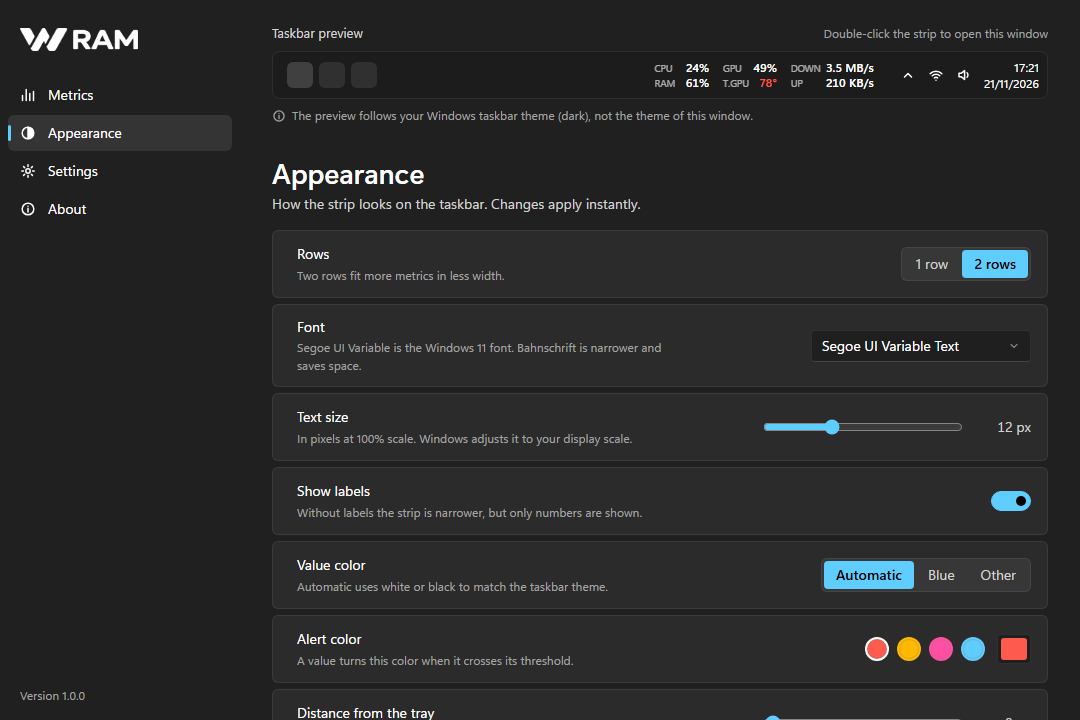 W RAM
Metrics
Appearance
Settings
About
Version 1.0.0
Taskbar preview
Double-click the strip to open this window
CPU 24% GPU 49% DOWN 3.5 MB/s
RAM 61% T.GPU 78° UP 210 KB/s
17:21
21/11/2026
The preview follows your Windows taskbar theme (dark), not the theme of this window.
Appearance
How the strip looks on the taskbar. Changes apply instantly.
Rows
Two rows fit more metrics in less width.
1 row 2 rows
Font
Segoe UI Variable is the Windows 11 font. Bahnschrift is narrower and
saves space.
Segoe UI Variable Text
Text size
In pixels at 100% scale. Windows adjusts it to your display scale.
12 px
Show labels
Without labels the strip is narrower, but only numbers are shown.
Value color
Automatic uses white or black to match the taskbar theme.
Automatic Blue Other
Alert color
A value turns this color when it crosses its threshold.
Distance from the tray